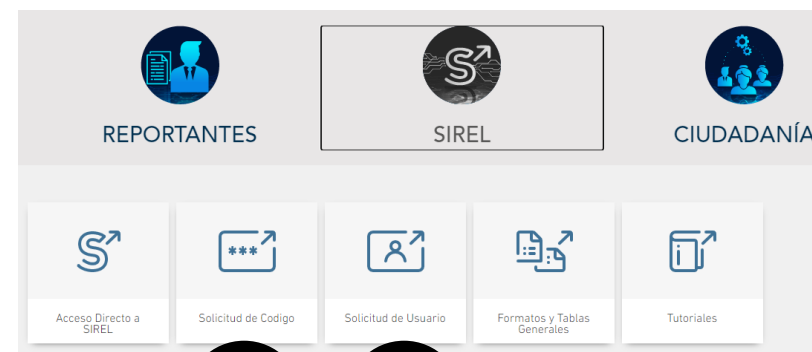 REPORTANTES
SIREL
CIUDADANÍA
***
Acceso Directo a
SIREL
Solicitud de Codigo
Solicitud de Usuario
Formatos y Tablas
Generales
Tutoriales